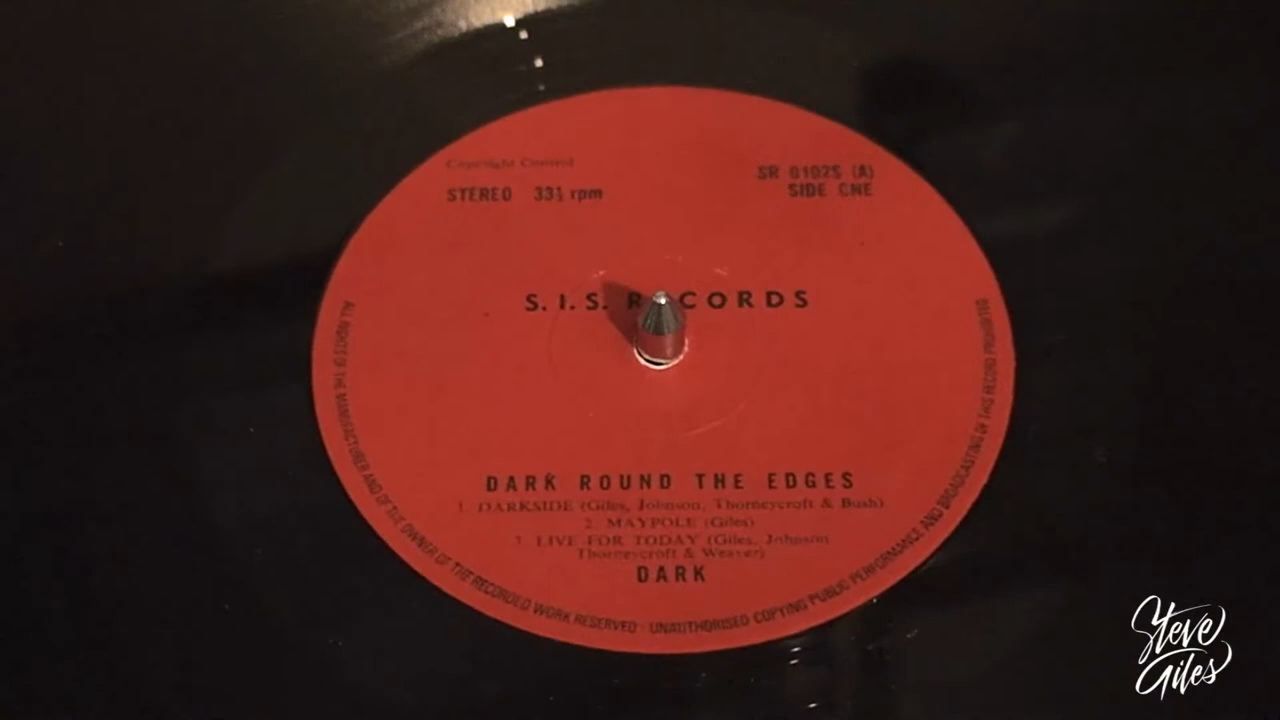 Copyright Control
STEREO 33⅓ rpm
SR 0102S (A)
SIDE ONE
S.I.S. RECORDS
DARK ROUND THE EDGES
1. DARKSIDE (Giles, Johnson, Thorneycroft & Bush)
2. MAYPOLE (Giles)
3. LIVE FOR TODAY (Giles, Johnson
Thorneycroft & Weaver)
DARK
ALL RIGHTS OF THE MANUFACTURER AND OF THE OWNER OF THE RECORDED WORK RESERVED · UNAUTHORISED COPYING PUBLIC PERFORMANCE AND BROADCASTING OF THIS RECORD PROHIBITED
Steve
Giles